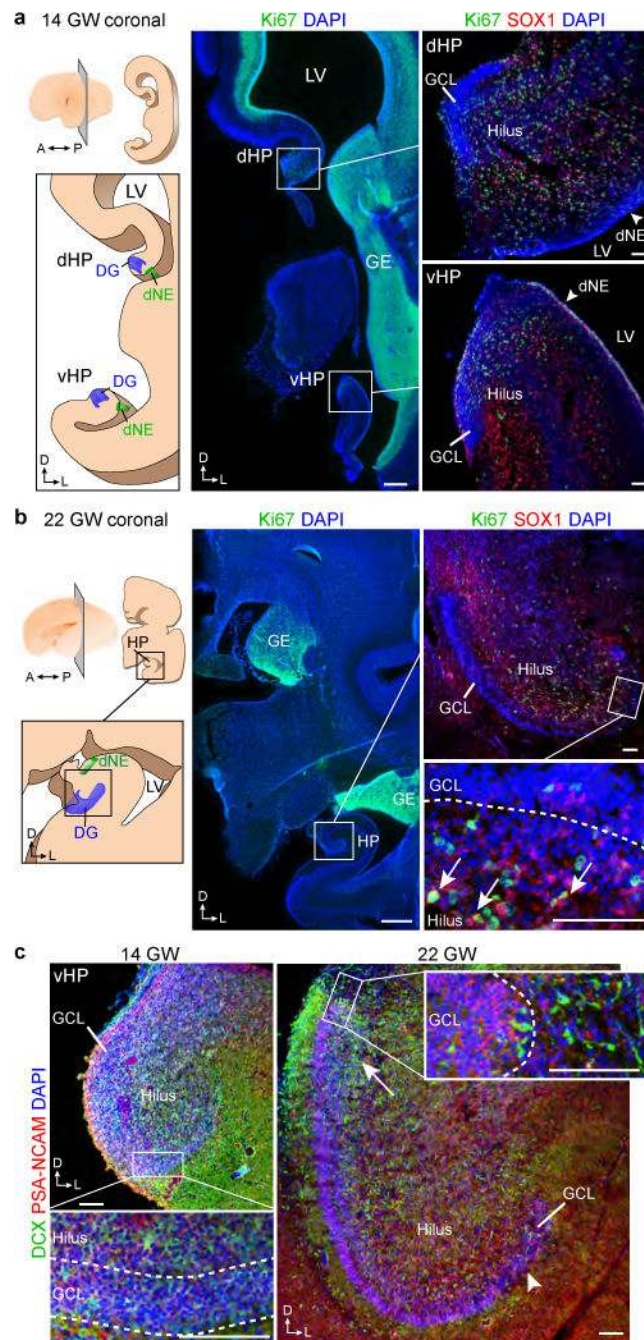 a 14 GW coronal
Ki67 DAPI
Ki67 SOX1 DAPI
A P
LV
dHP
DG
dNE
vHP
DG
dNE
D
L
LV
dHP
GE
vHP
D
L
dHP
GCL
Hilus
dNE
LV
vHP
dNE
LV
Hilus
GCL
b 22 GW coronal
Ki67 DAPI
Ki67 SOX1 DAPI
A P
HP
dNE
LV
DG
D
L
GE
GE
HP
D
L
Hilus
GCL
GCL
Hilus
c
14 GW
22 GW
DCX PSA-NCAM DAPI
vHP
GCL
Hilus
D
L
Hilus
GCL
GCL
GCL
Hilus
D
L